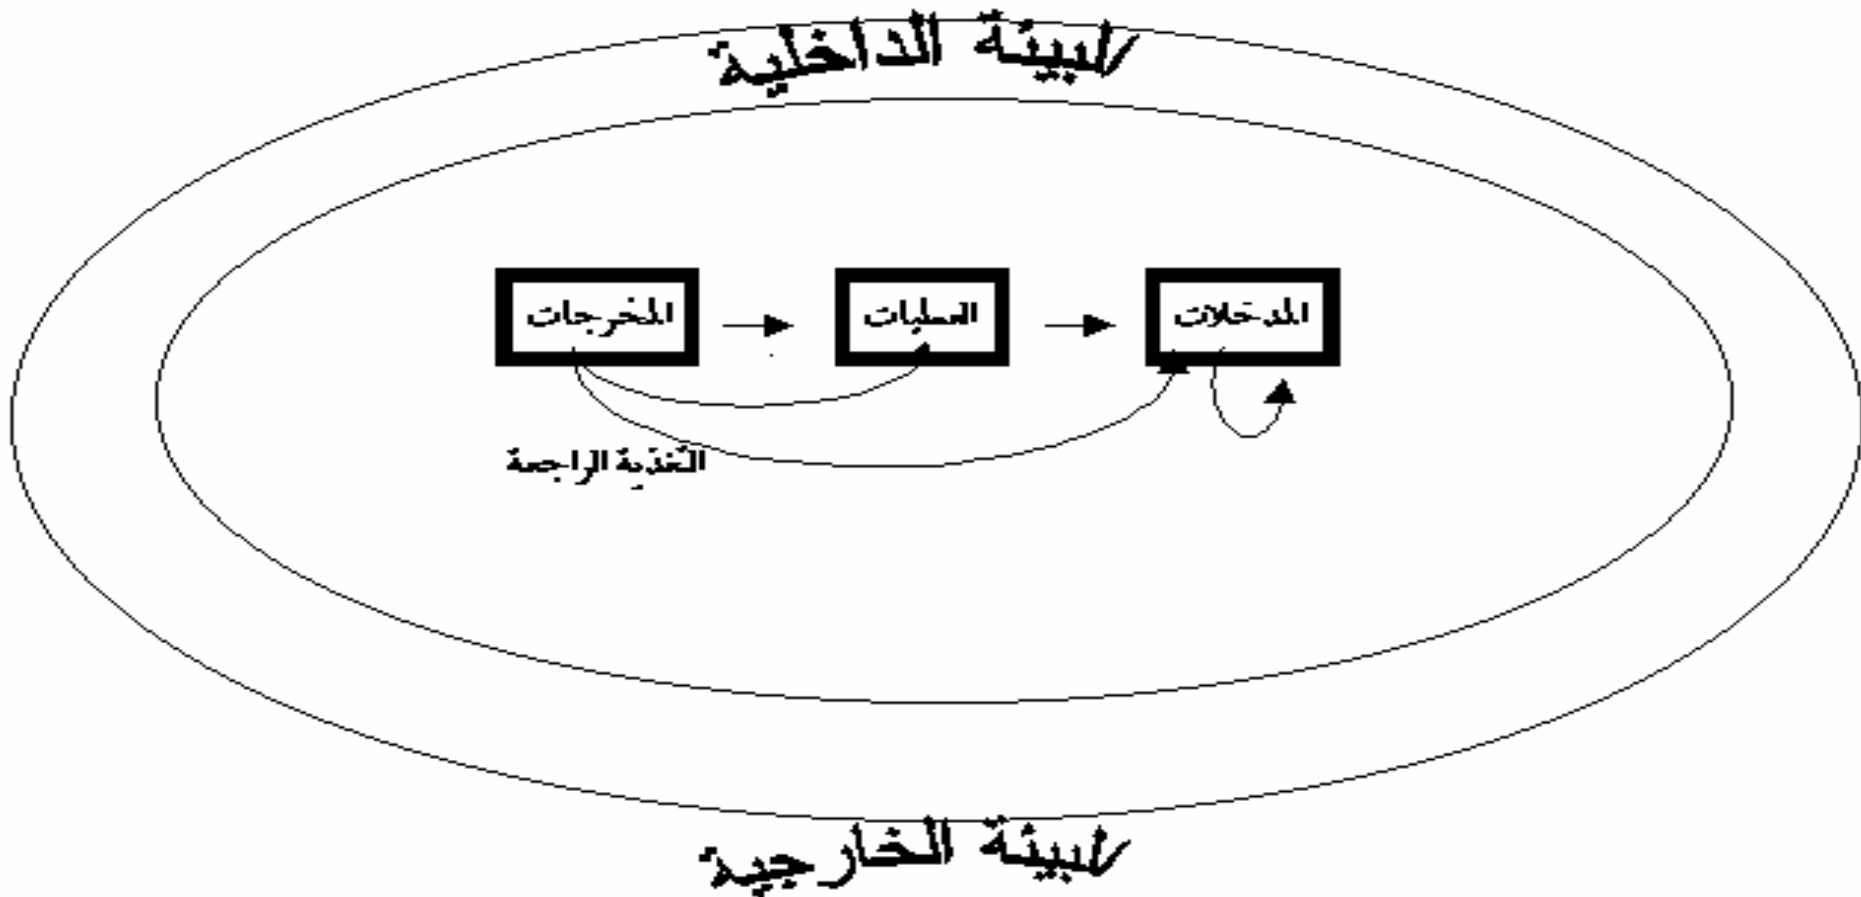 البيئة الداخلية
المدخلات
العمليات
المخرجات
التغذية الراجعة
البيئة الخارجية